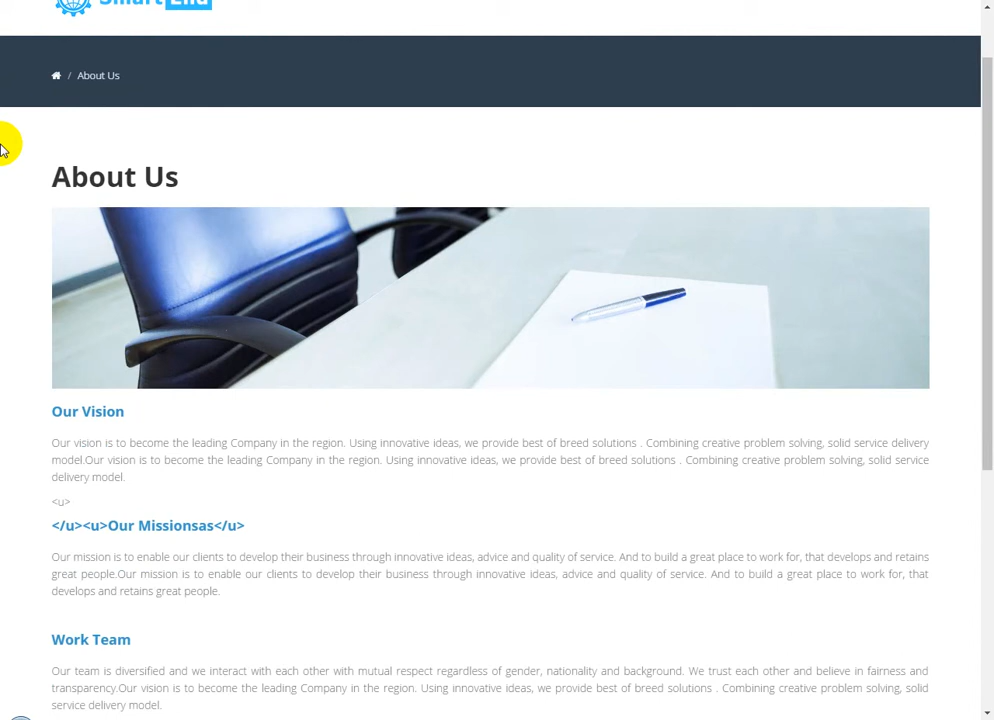 Smart End
/ About Us
About Us
Our Vision
Our vision is to become the leading Company in the region. Using innovative ideas, we provide best of breed solutions . Combining creative problem solving, solid service delivery
model.Our vision is to become the leading Company in the region. Using innovative ideas, we provide best of breed solutions . Combining creative problem solving, solid service
delivery model.
<u>
</u><u>Our Missionsas</u>
Our mission is to enable our clients to develop their business through innovative ideas, advice and quality of service. And to build a great place to work for, that develops and retains
great people.Our mission is to enable our clients to develop their business through innovative ideas, advice and quality of service. And to build a great place to work for, that
develops and retains great people.
Work Team
Our team is diversified and we interact with each other with mutual respect regardless of gender, nationality and background. We trust each other and believe in fairness and
transparency.Our vision is to become the leading Company in the region. Using innovative ideas, we provide best of breed solutions . Combining creative problem solving, solid
service delivery model.